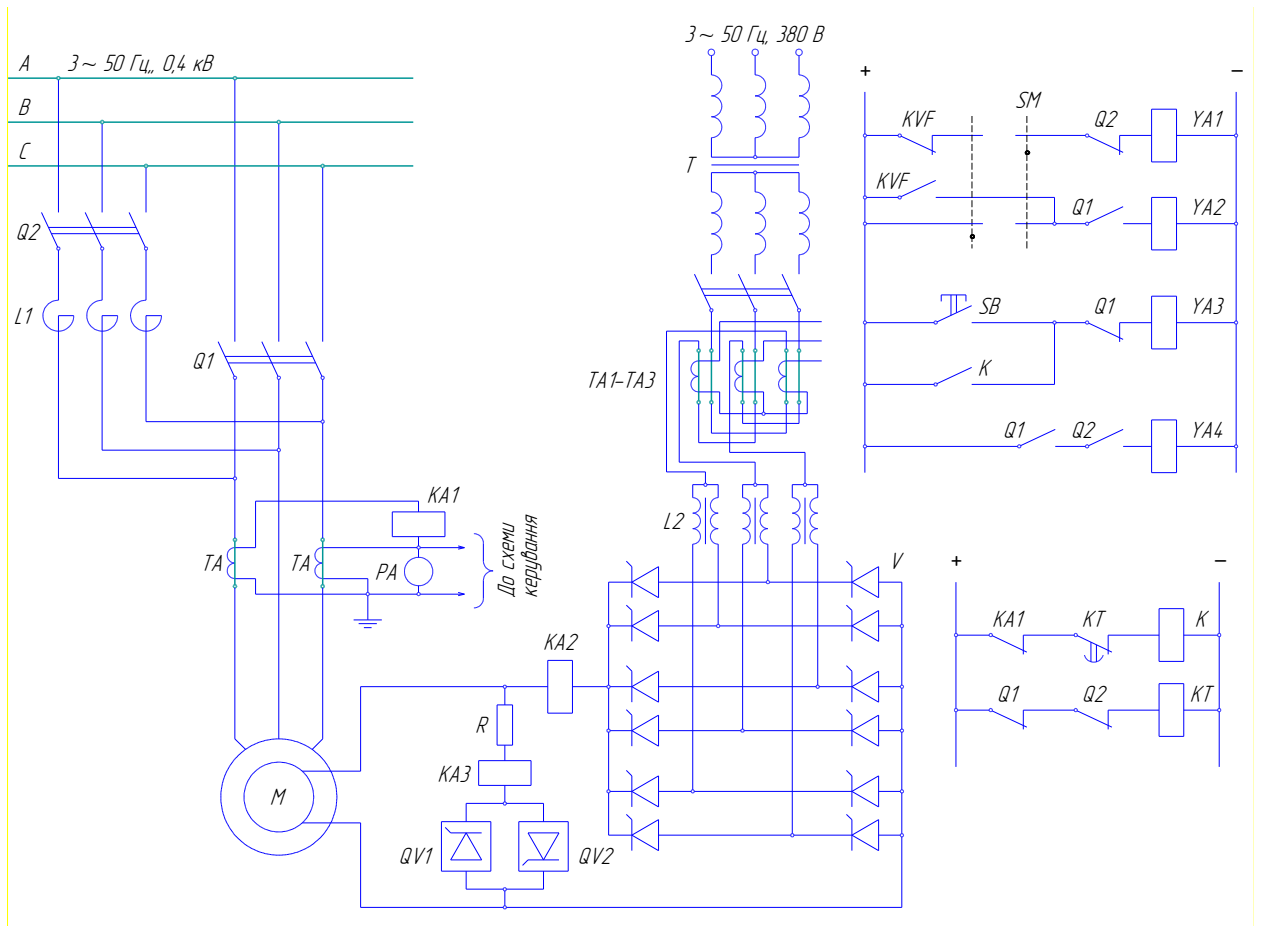 A
3~ 50 Гц,, 0,4 кВ
B
C
Q2
L1
Q1
TA
TA
KA1
PA
До схеми
керування
M
3~ 50 Гц, 380 В
T
TA1-TA3
L2
V
KA2
R
KA3
QV1
QV2
+
−
KVF
SM
Q2
YA1
KVF
Q1
YA2
SB
Q1
YA3
K
Q1
Q2
YA4
+
−
KA1
KT
K
Q1
Q2
KT